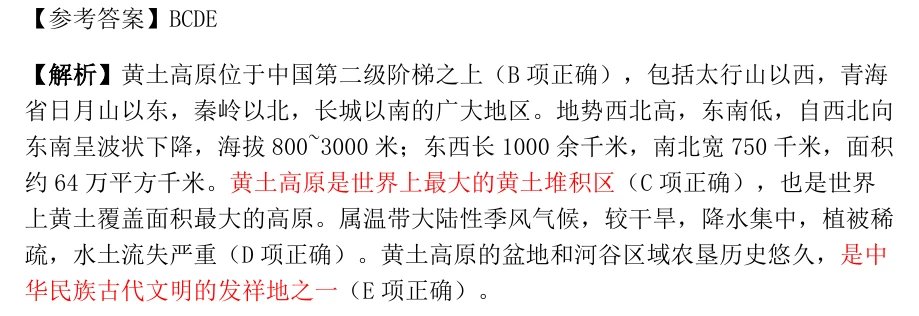 【参考答案】BCDE
【解析】黄土高原位于中国第二级阶梯之上（B 项正确），包括太行山以西，青海
省日月山以东，秦岭以北，长城以南的广大地区。地势西北高，东南低，自西北向
东南呈波状下降，海拔 800~3000 米；东西长 1000 余千米，南北宽 750 千米，面积
约 64 万平方千米。黄土高原是世界上最大的黄土堆积区（C 项正确），也是世界
上黄土覆盖面积最大的高原。属温带大陆性季风气候，较干旱，降水集中，植被稀
疏，水土流失严重（D 项正确）。黄土高原的盆地和河谷区域农垦历史悠久，是中
华民族古代文明的发祥地之一（E 项正确）。